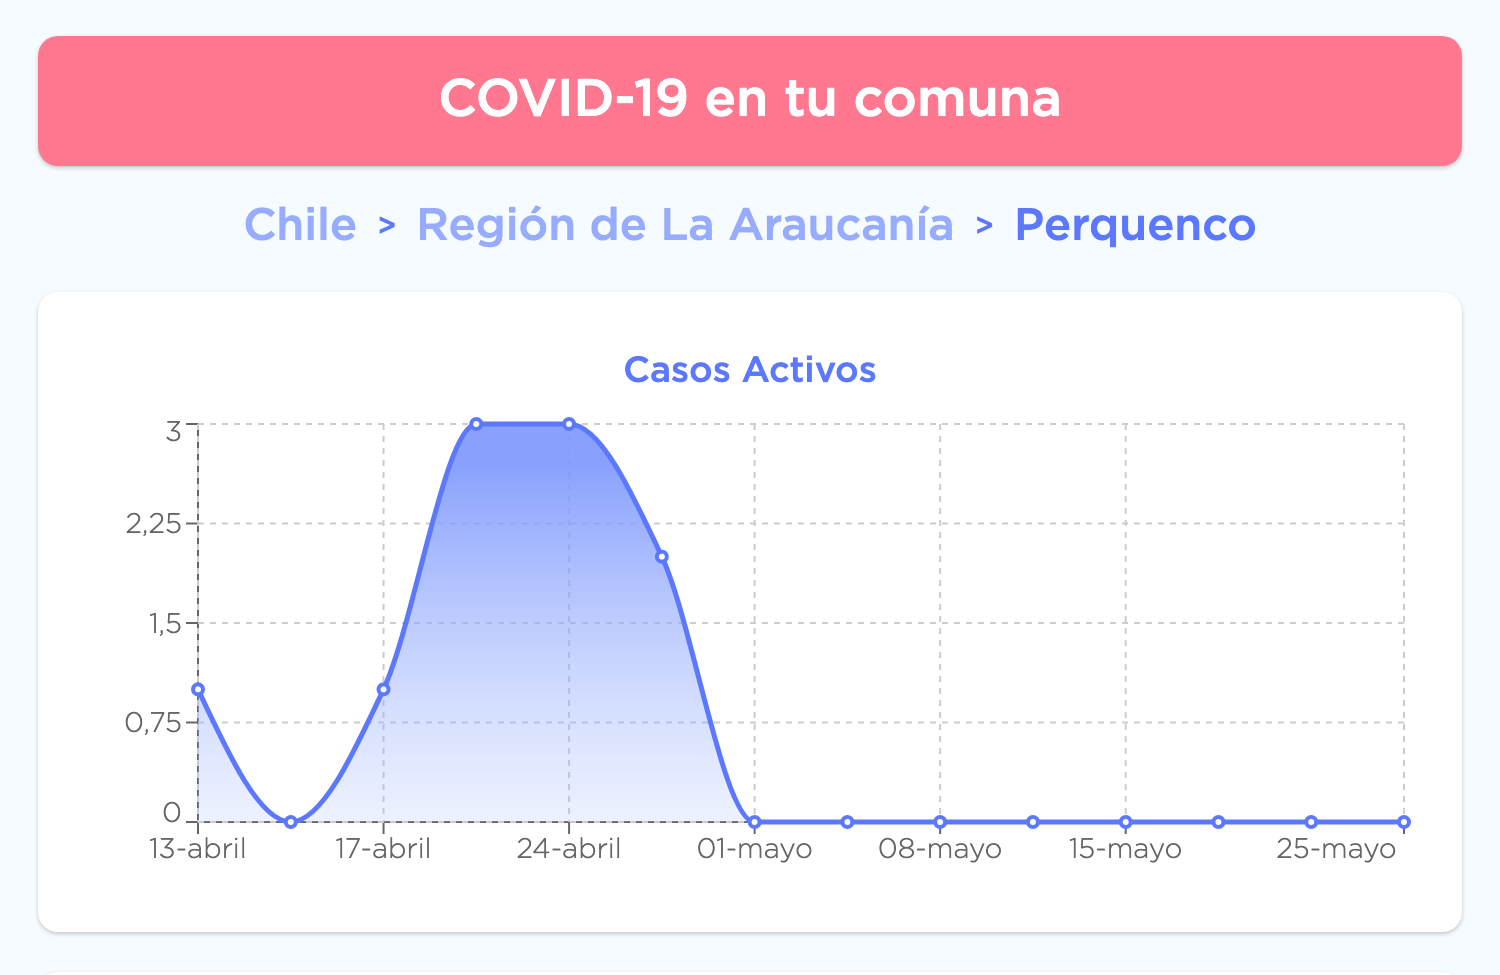 COVID-19 en tu comuna
Chile > Región de La Araucanía > Perquenco
Casos Activos
3
2,25
1,5
0,75
0
13-abril 17-abril 24-abril 01-mayo 08-mayo 15-mayo 25-mayo